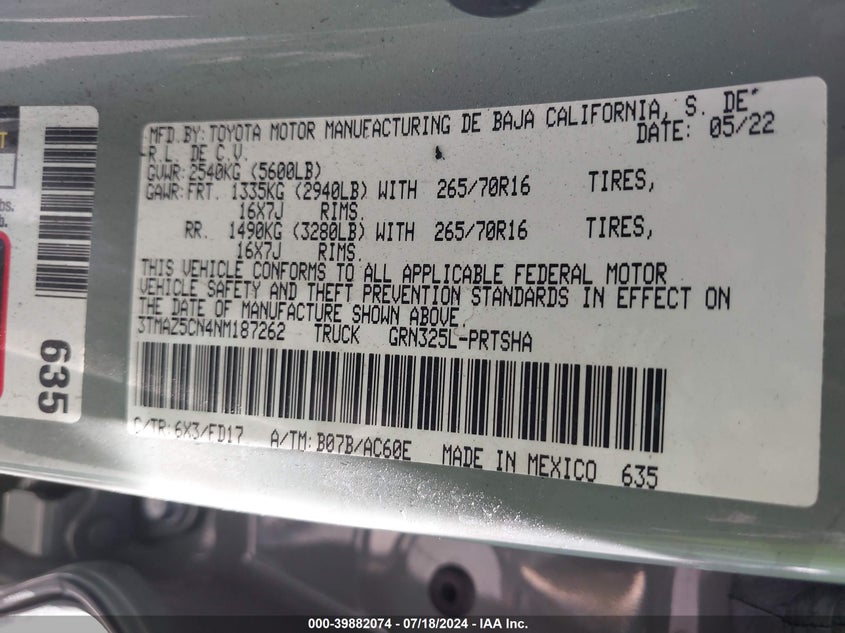 MFD.BY:TOYOTA MOTOR MANUFACTURING DE BAJA CALIFORNIA, S. DE
R.L. DE C.V. DATE: 05/22
GVWR:2540KG (5600LB)
GAWR:FRT. 1335KG (2940LB) WITH 265/70R16 TIRES,
16X7J RIMS.
RR. 1490KG (3280LB) WITH 265/70R16 TIRES,
16X7J RIMS.
THIS VEHICLE CONFORMS TO ALL APPLICABLE FEDERAL MOTOR
VEHICLE SAFETY AND THEFT PREVENTION STANDARDS IN EFFECT ON
THE DATE OF MANUFACTURE SHOWN ABOVE.
3TMAZ5CN4NM187262 TRUCK GRN325L-PRTSHA
C/TR:6X3/FD17 A/TM:B07B/AC60E MADE IN MEXICO 635
635
lbs.
000-39882074 / 07/18/2024 - IAA Inc.